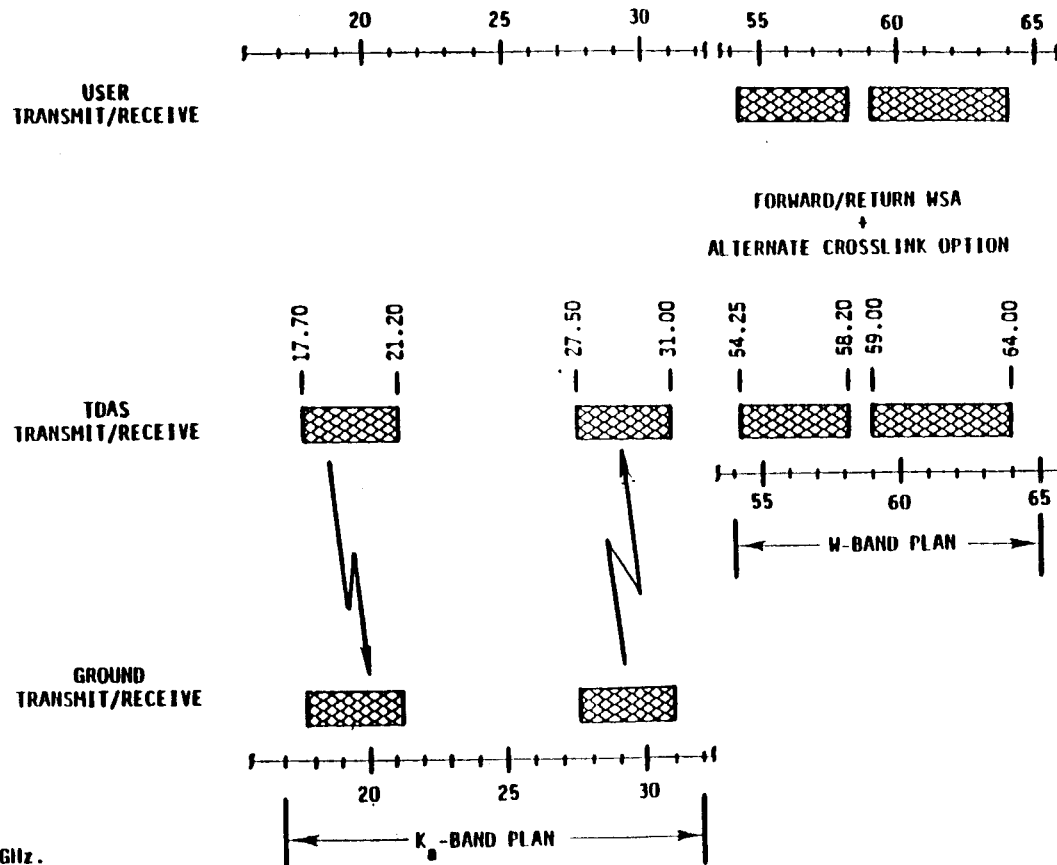 20 25 30 55 60 65
USER
TRANSMIT/RECEIVE
FORWARD/RETURN WSA
+
ALTERNATE CROSSLINK OPTION
17.70 21.20 27.50 31.00 54.25 58.20 59.00 64.00
TDAS
TRANSMIT/RECEIVE
55 60 65
W-BAND PLAN
GROUND
TRANSMIT/RECEIVE
20 25 30
Ka-BAND PLAN
GHz.